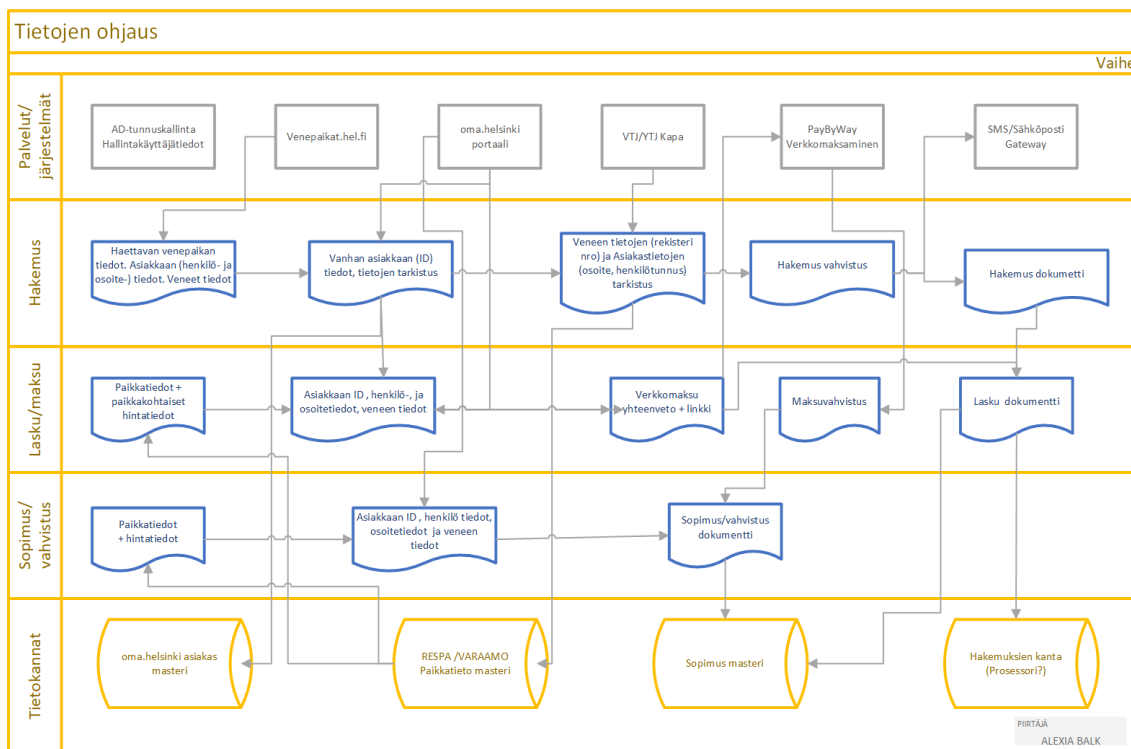 Tietojen ohjaus
Vaihe
Palvelut/
järjestelmät
AD-tunnuskallinta
Hallintakäyttäjätiedot
Venepaikat.hel.fi
oma.helsinki
portaali
VTJ/YTJ Kapa
PayByWay
Verkkomaksaminen
SMS/Sähköposti
Gateway
Hakemus
Haettavan venepaikan
tiedot. Asiakkaan (henkilö- ja
osoite-) tiedot. Veneet tiedot
Vanhan asiakkaan (ID)
tiedot, tietojen tarkistus
Veneen tietojen (rekisteri
nro) ja Asiakastietojen
(osoite, henkilötunnus)
tarkistus
Hakemus vahvistus
Hakemus dokumetti
Lasku/maksu
Paikkatiedot +
paikkakohtaiset
hintatiedot
Asiakkaan ID , henkilö-, ja
osoitetiedot, veneen tiedot
Verkkomaksu
yhteenveto + linkki
Maksuvahvistus
Lasku dokumentti
Sopimus/
vahvistus
Paikkatiedot
+ hintatiedot
Asiakkaan ID , henkilö tiedot,
osoitetiedot ja veneen
tiedot
Sopimus/vahvistus
dokumentti
Tietokannat
oma.helsinki asiakas
masteri
RESPA /VARAAMO
Paikkatieto masteri
Sopimus masteri
Hakemuksien kanta
(Prosessori?)
PIIRTÄJÄ
ALEXIA BALK